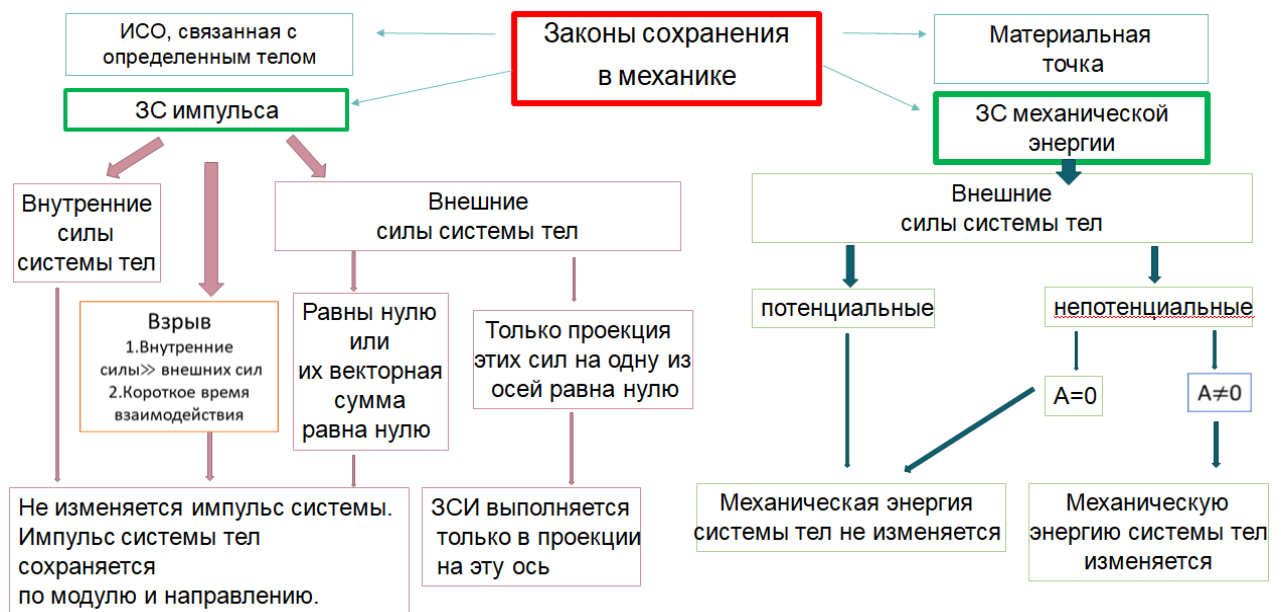 ИСО, связанная с
определенным телом
Законы сохранения
в механике
Материальная
точка
ЗС импульса
ЗС механической
энергии
Внутренние
силы
системы тел
Внешние
силы системы тел
Внешние
силы системы тел
Взрыв
1.Внутренние
силы≫ внешних сил
2.Короткое время
взаимодействия
Равны нулю
или
их векторная
сумма
равна нулю
Только проекция
этих сил на одну из
осей равна нулю
потенциальные
непотенциальные
А=0
А≠0
Не изменяется импульс системы.
Импульс системы тел
сохраняется
по модулю и направлению.
ЗСИ выполняется
только в проекции
на эту ось
Механическая энергия
системы тел не изменяется
Механическую
энергию системы тел
изменяется